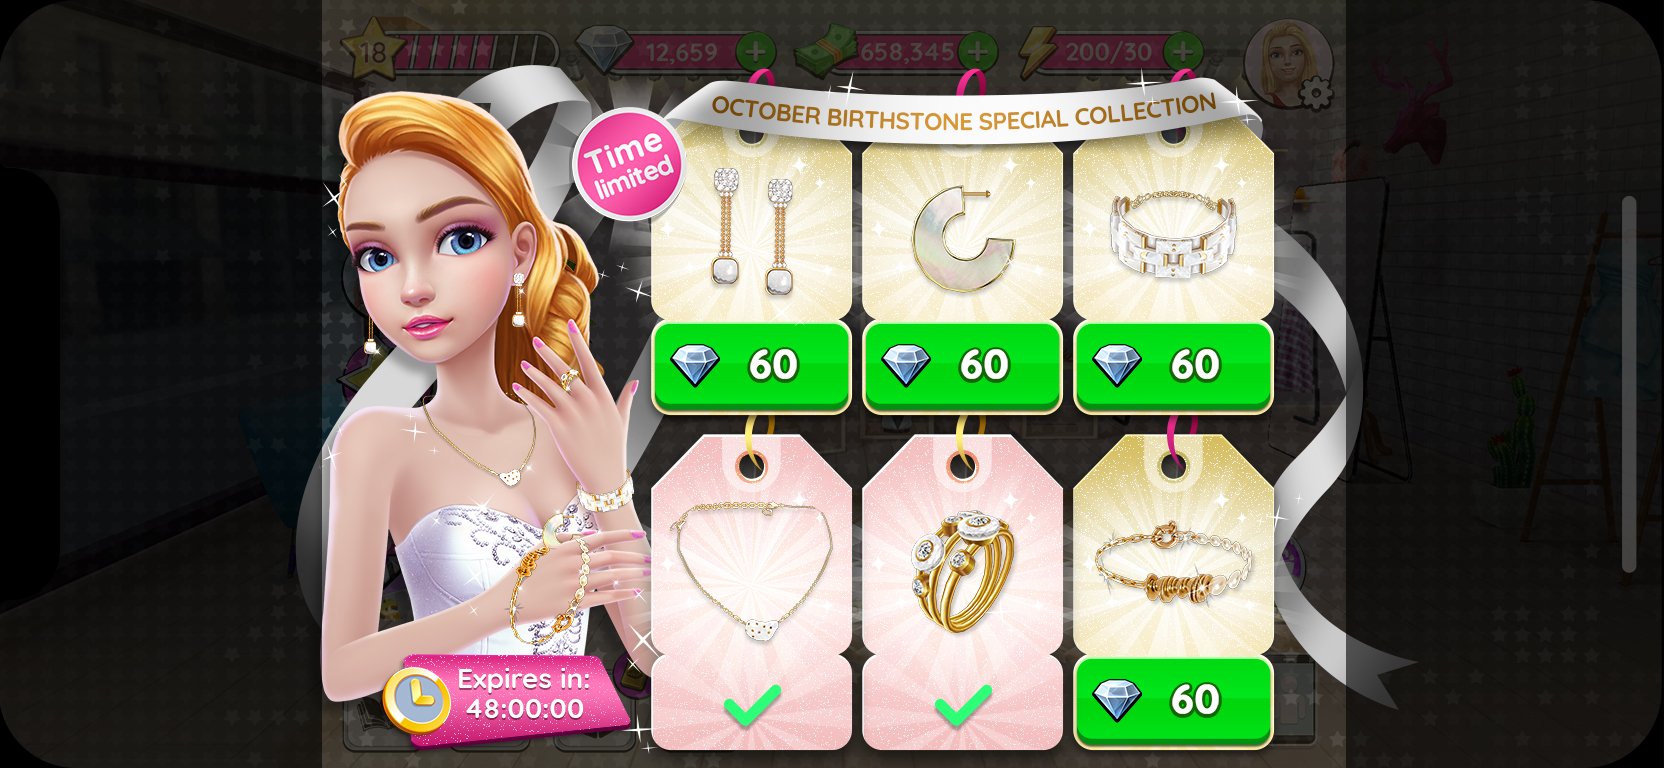 18
12,659
658,345
200/30
OCTOBER BIRTHSTONE SPECIAL COLLECTION
Time
limited
60
60
60
60
Expires in:
48:00:00